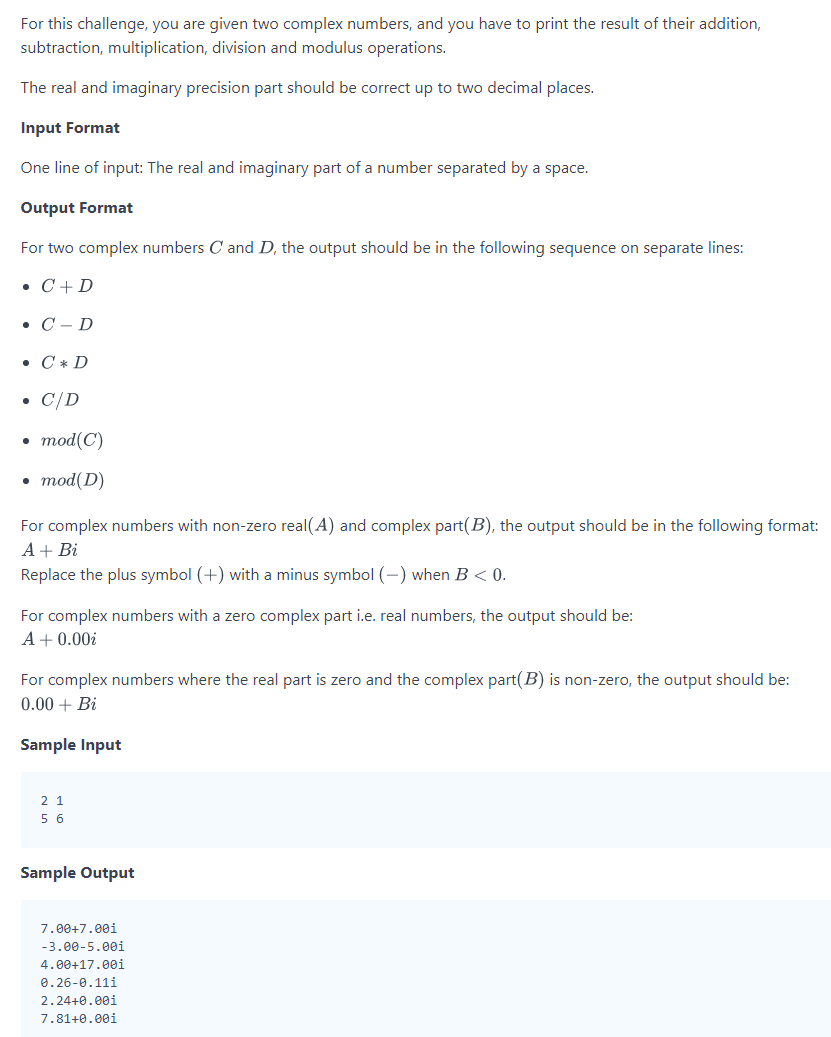 For this challenge, you are given two complex numbers, and you have to print the result of their addition,
subtraction, multiplication, division and modulus operations.
The real and imaginary precision part should be correct up to two decimal places.
Input Format
One line of input: The real and imaginary part of a number separated by a space.
Output Format
For two complex numbers C and D, the output should be in the following sequence on separate lines:
• C + D
• C − D
• C * D
• C/D
• mod(C)
• mod(D)
For complex numbers with non-zero real(A) and complex part(B), the output should be in the following format:
A + Bi
Replace the plus symbol (+) with a minus symbol (−) when B < 0.
For complex numbers with a zero complex part i.e. real numbers, the output should be:
A + 0.00i
For complex numbers where the real part is zero and the complex part(B) is non-zero, the output should be:
0.00 + Bi
Sample Input
2 1
5 6
Sample Output
7.00+7.00i
-3.00-5.00i
4.00+17.00i
0.26-0.11i
2.24+0.00i
7.81+0.00i